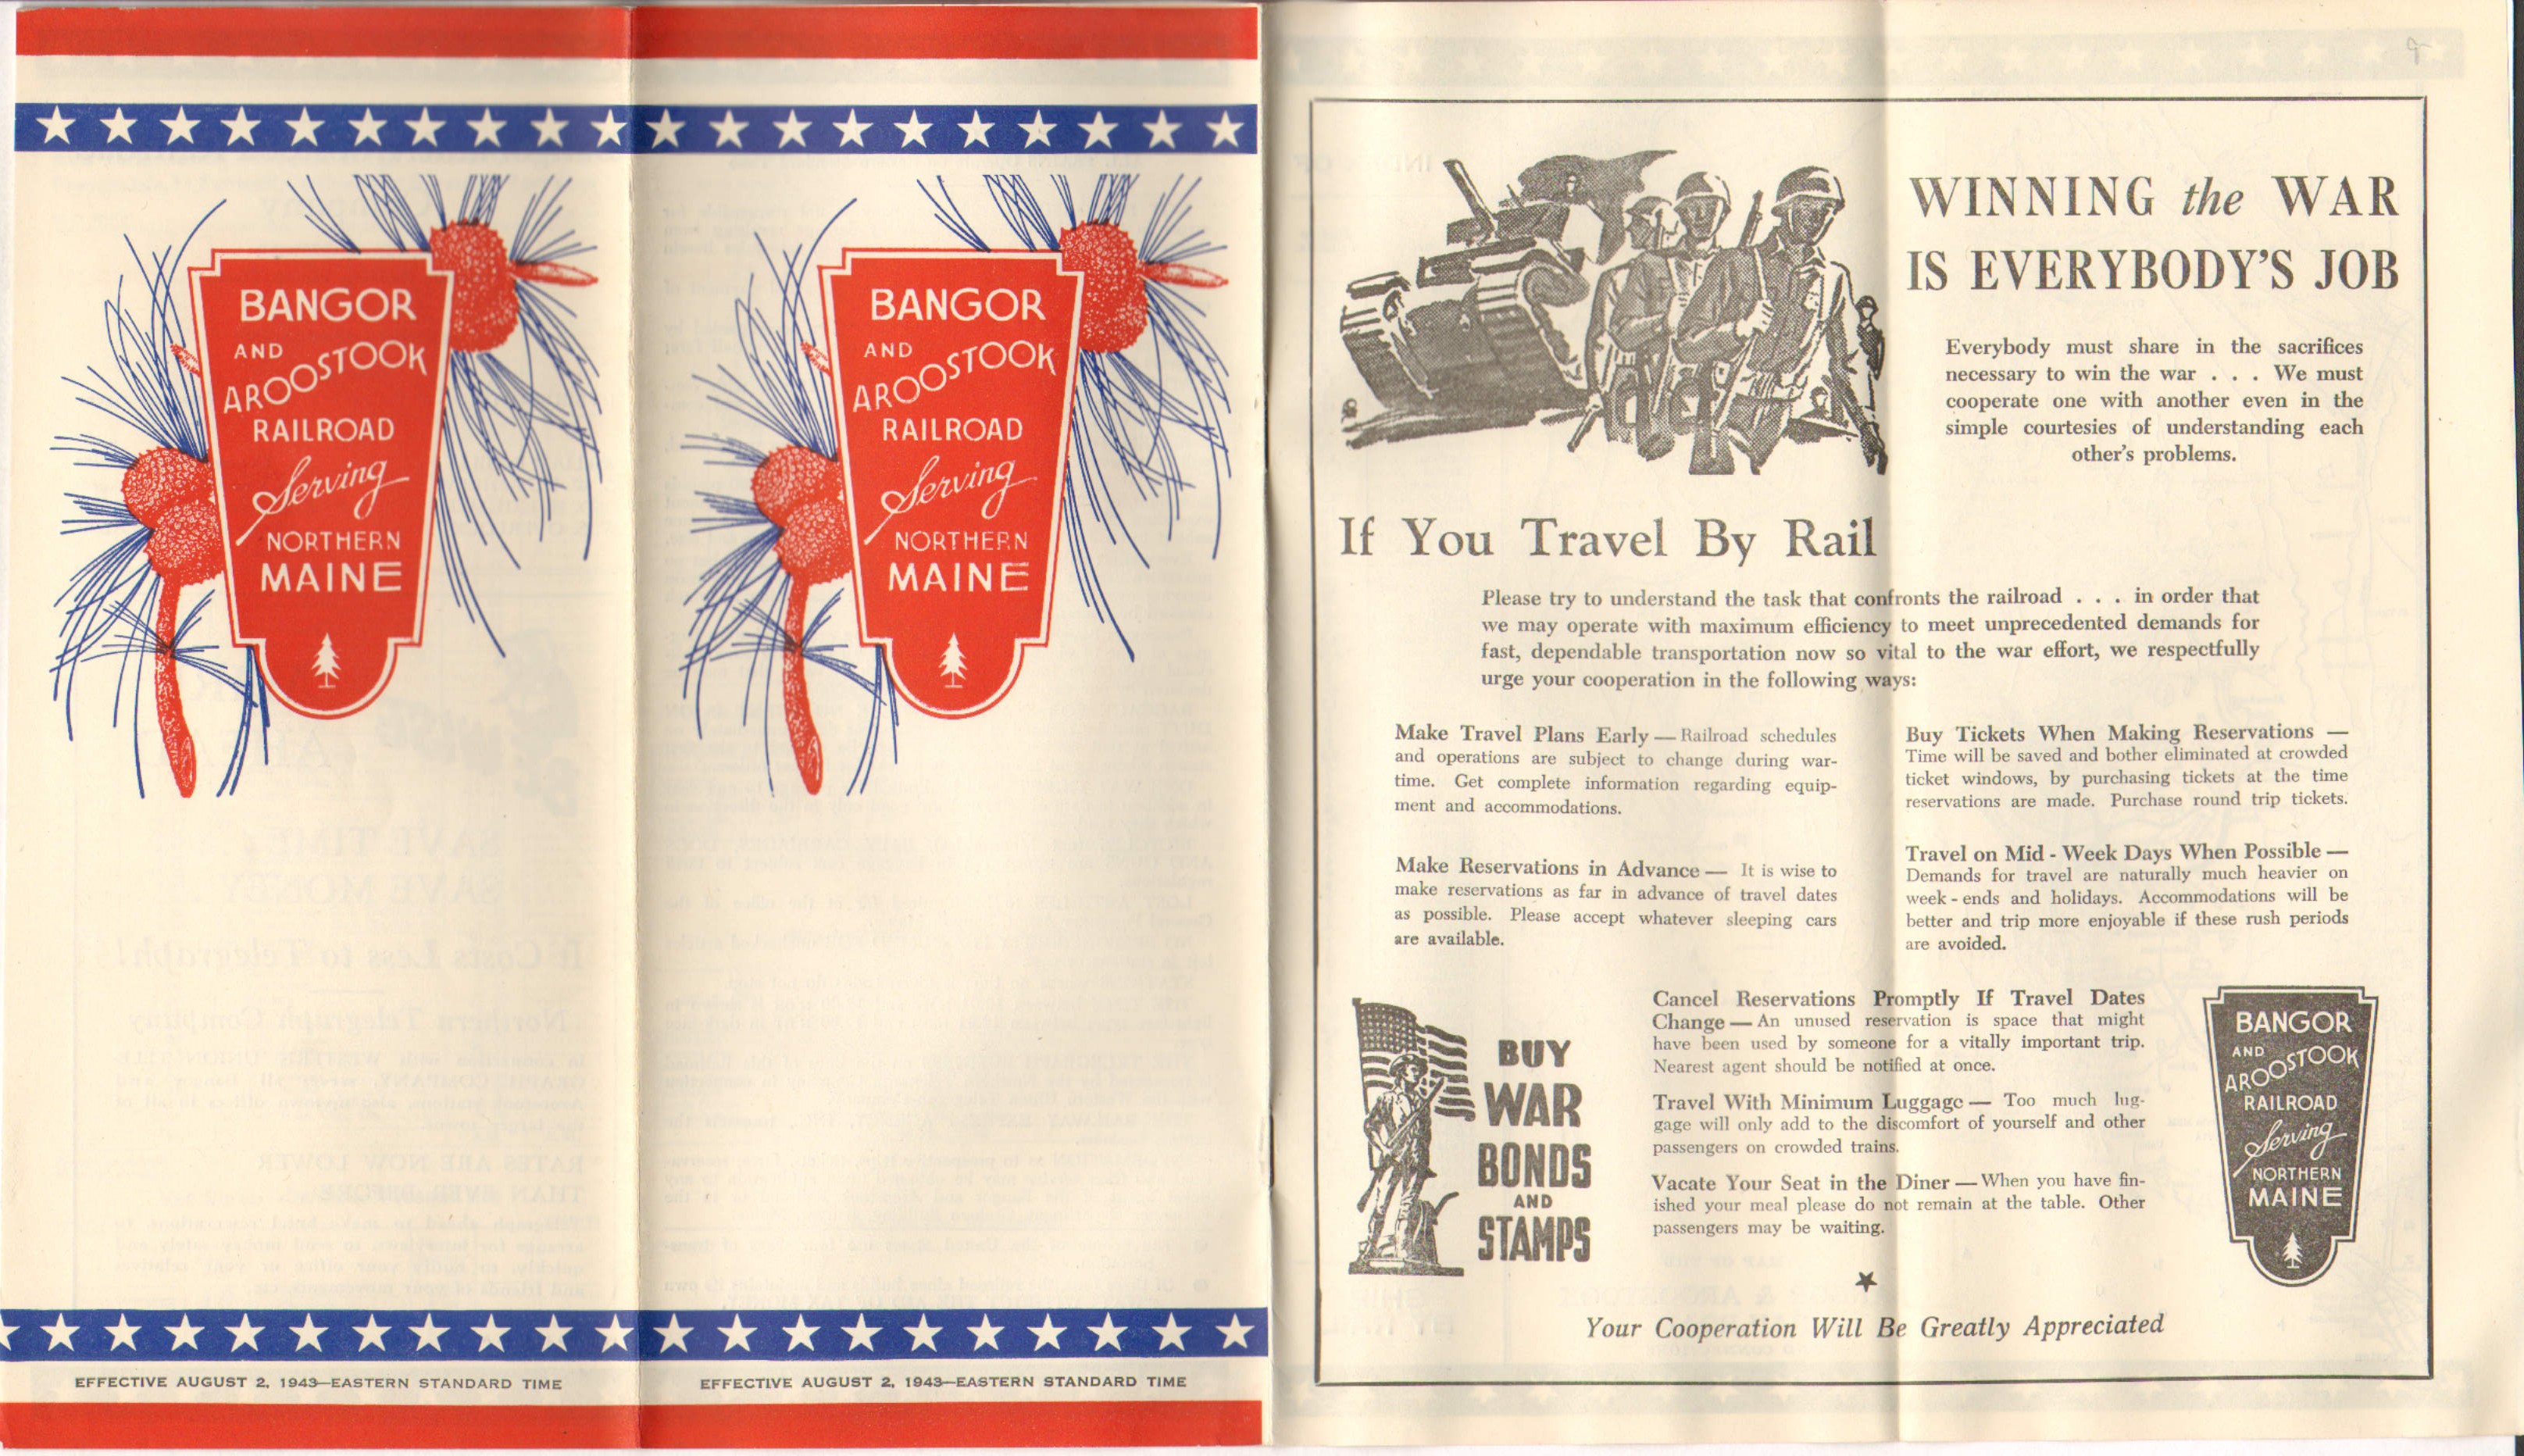 BANGOR
AND
AROOSTOOK
RAILROAD
Serving
NORTHERN
MAINE
EFFECTIVE AUGUST 2, 1943—EASTERN STANDARD TIME
BANGOR
AND
AROOSTOOK
RAILROAD
Serving
NORTHERN
MAINE
EFFECTIVE AUGUST 2, 1943—EASTERN STANDARD TIME
WINNING the WAR
IS EVERYBODY'S JOB
Everybody must share in the sacrifices
necessary to win the war . . . We must
cooperate one with another even in the
simple courtesies of understanding each
other's problems.
If You Travel By Rail
Please try to understand the task that confronts the railroad . . . in order that
we may operate with maximum efficiency to meet unprecedented demands for
fast, dependable transportation now so vital to the war effort, we respectfully
urge your cooperation in the following ways:
Make Travel Plans Early — Railroad schedules
and operations are subject to change during war-
time. Get complete information regarding equip-
ment and accommodations.
Make Reservations in Advance — It is wise to
make reservations as far in advance of travel dates
as possible. Please accept whatever sleeping cars
are available.
Buy Tickets When Making Reservations —
Time will be saved and bother eliminated at crowded
ticket windows, by purchasing tickets at the time
reservations are made. Purchase round trip tickets.
Travel on Mid - Week Days When Possible —
Demands for travel are naturally much heavier on
week - ends and holidays. Accommodations will be
better and trip more enjoyable if these rush periods
are avoided.
BUY
WAR
BONDS
AND
STAMPS
Cancel Reservations Promptly If Travel Dates
Change — An unused reservation is space that might
have been used by someone for a vitally important trip.
Nearest agent should be notified at once.
Travel With Minimum Luggage — Too much lug-
gage will only add to the discomfort of yourself and other
passengers on crowded trains.
Vacate Your Seat in the Diner — When you have fin-
ished your meal please do not remain at the table. Other
passengers may be waiting.
BANGOR
AND
AROOSTOOK
RAILROAD
Serving
NORTHERN
MAINE
Your Cooperation Will Be Greatly Appreciated